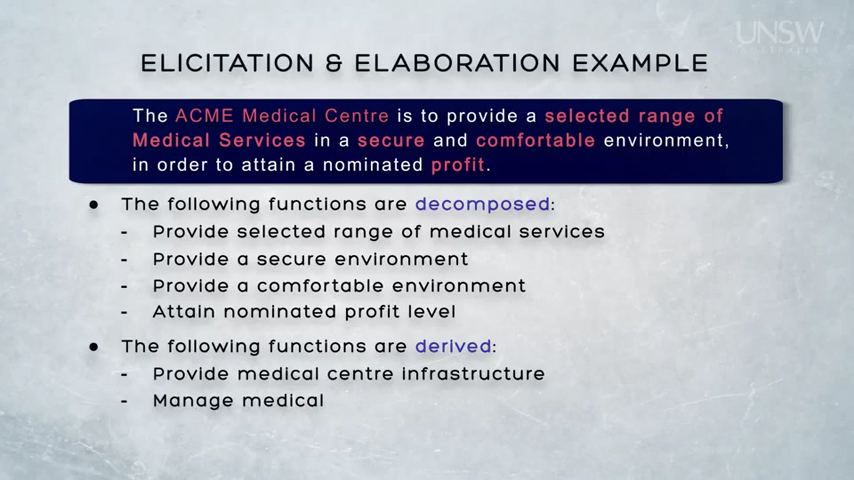 UNSW
AUSTRALIA
ELICITATION & ELABORATION EXAMPLE
The ACME Medical Centre is to provide a selected range of
Medical Services in a secure and comfortable environment,
in order to attain a nominated profit.
● The following functions are decomposed:
- Provide selected range of medical services
- Provide a secure environment
- Provide a comfortable environment
- Attain nominated profit level
● The following functions are derived:
- Provide medical centre infrastructure
- Manage medical